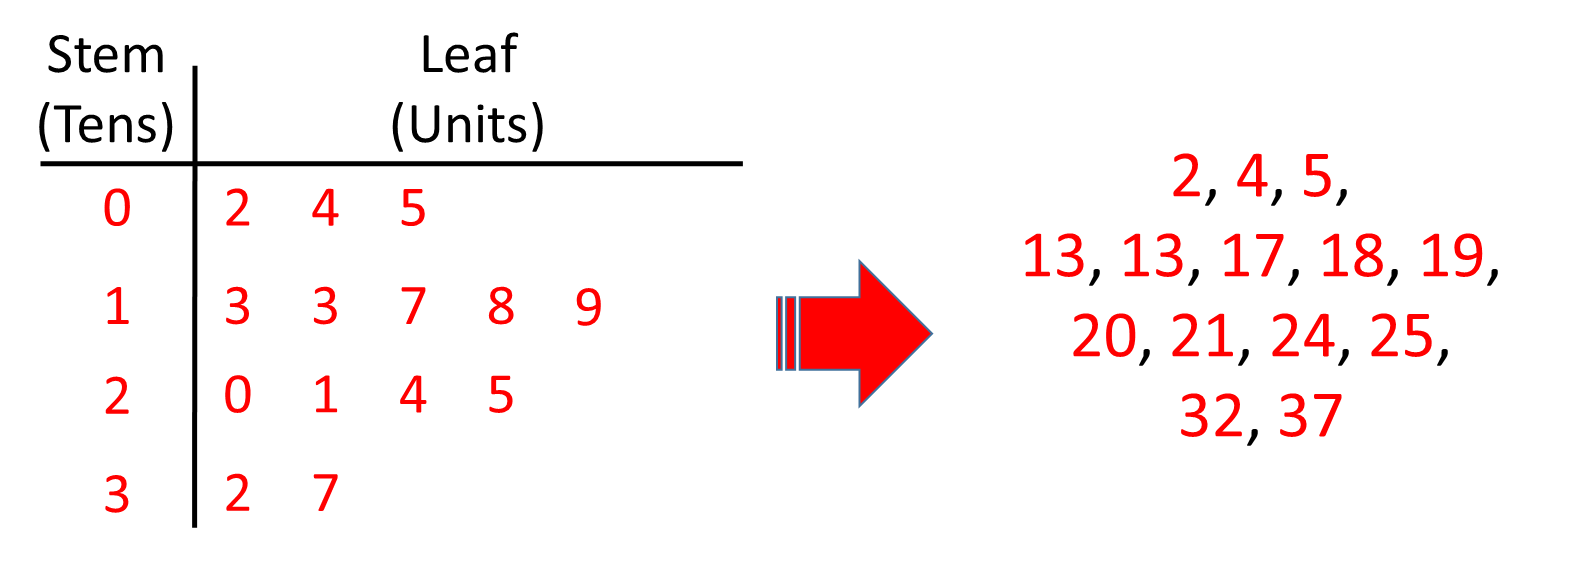 Stem Leaf
(Tens) (Units)
0 2 4 5
1 3 3 7 8 9
2 0 1 4 5
3 2 7
2, 4, 5,
13, 13, 17, 18, 19,
20, 21, 24, 25,
32, 37